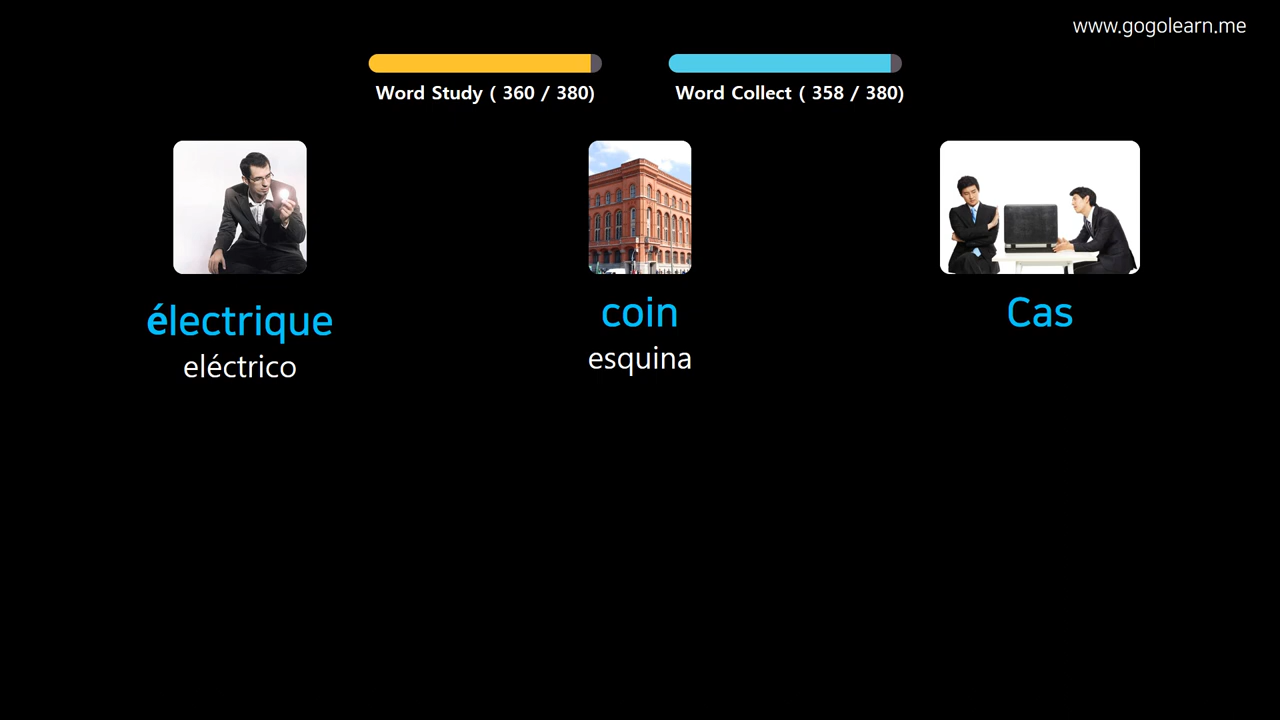 www.gogolearn.me
Word Study ( 360 / 380)
Word Collect ( 358 / 380)
électrique
eléctrico
coin
esquina
Cas